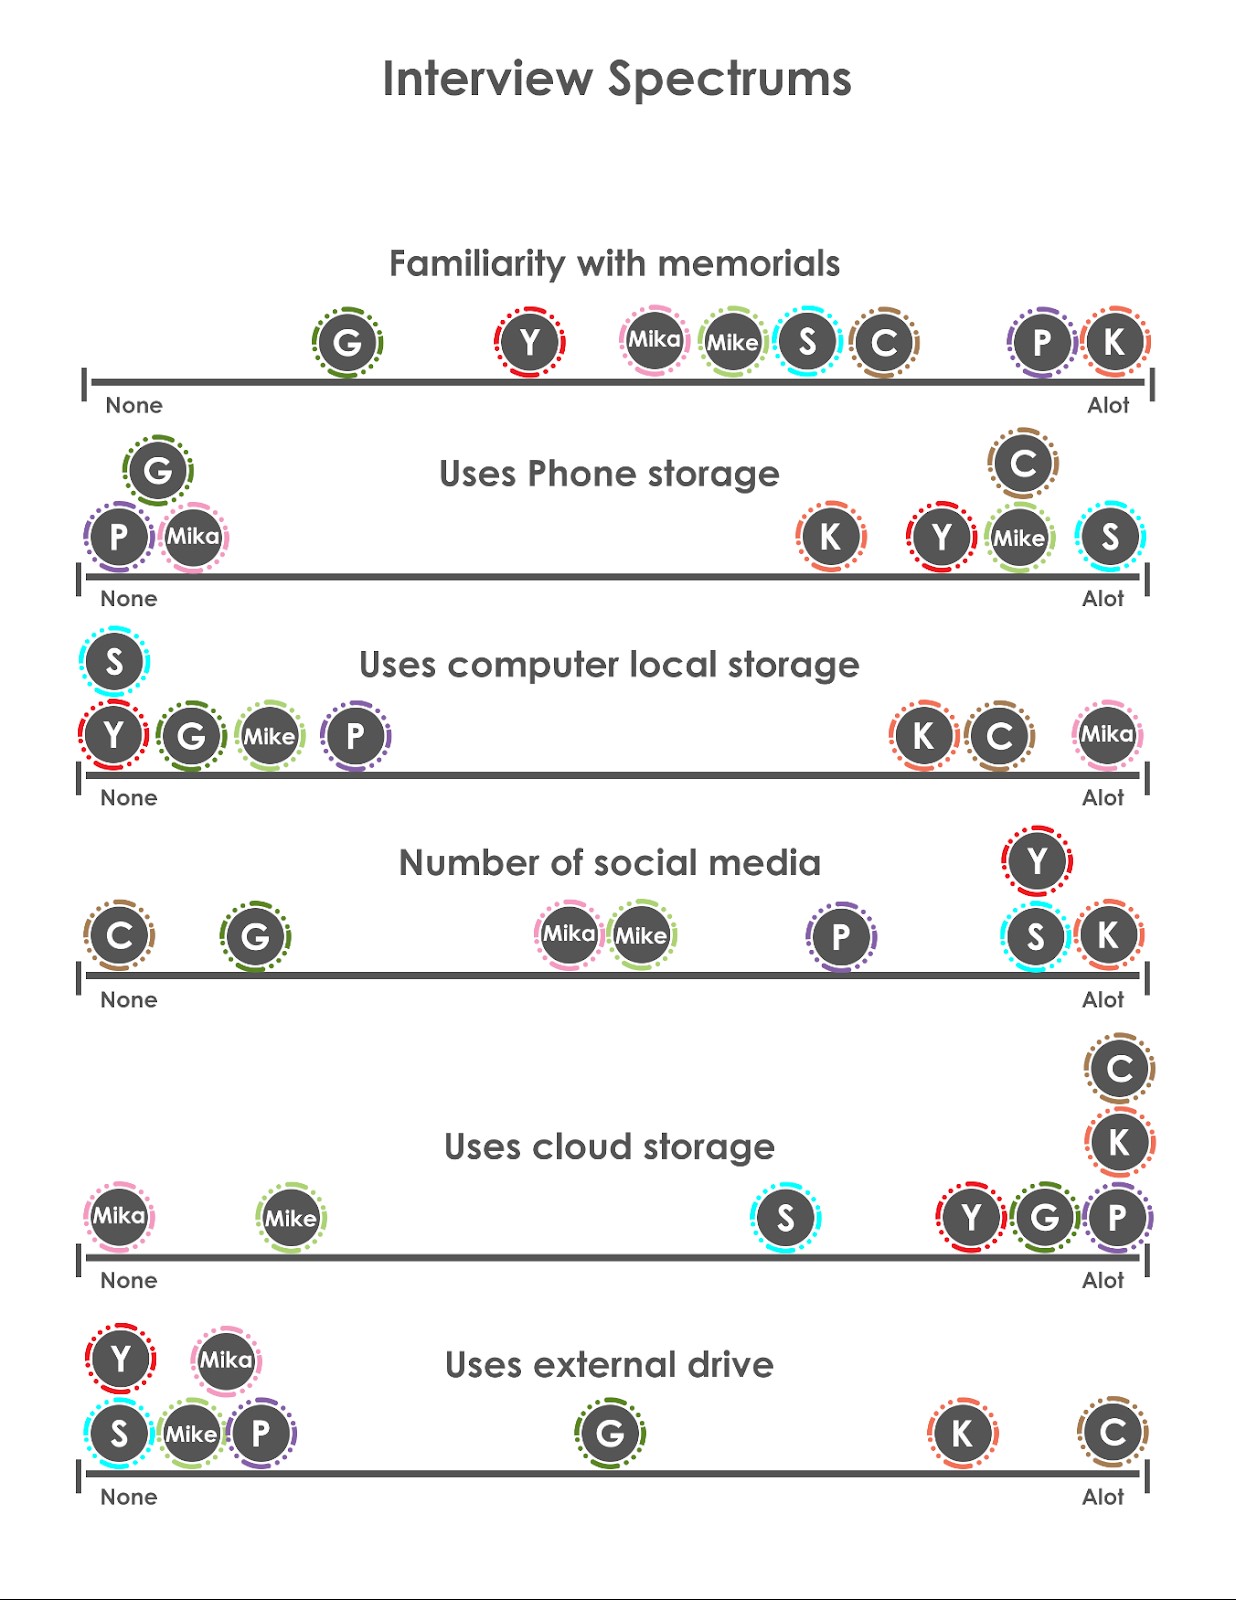 Interview Spectrums
Familiarity with memorials
G Y Mika Mike S C P K
None Alot
G C
Uses Phone storage
P Mika K Y Mike S
None Alot
S
Uses computer local storage
Y G Mike P K C Mika
None Alot
Y
Number of social media
C G Mika Mike P S K
None Alot
C
K
Uses cloud storage
Mika Mike S Y G P
None Alot
Y Mika
Uses external drive
S Mike P G K C
None Alot